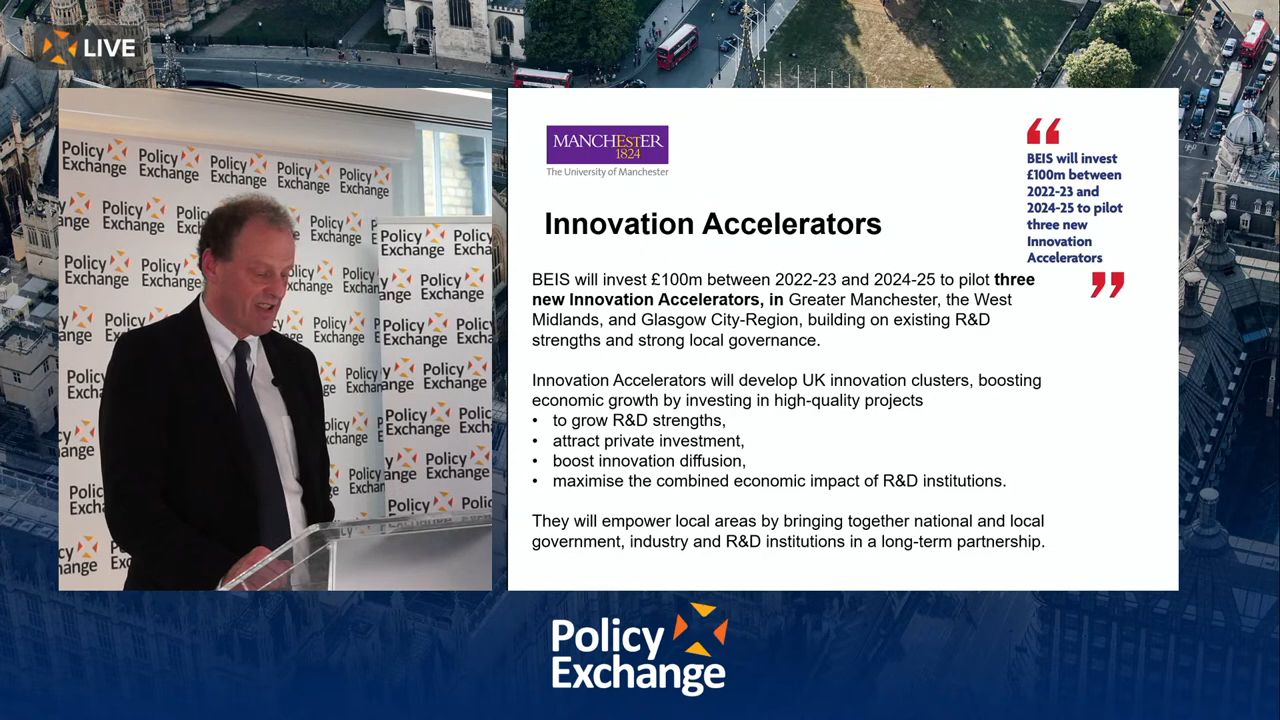 LIVE
Policy Exchange
MANCHESTER
1824
The University of Manchester
Innovation Accelerators
BEIS will invest
£100m between
2022-23 and
2024-25 to pilot
three new
Innovation
Accelerators
BEIS will invest £100m between 2022-23 and 2024-25 to pilot three
new Innovation Accelerators, in Greater Manchester, the West
Midlands, and Glasgow City-Region, building on existing R&D
strengths and strong local governance.
Innovation Accelerators will develop UK innovation clusters, boosting
economic growth by investing in high-quality projects
• to grow R&D strengths,
• attract private investment,
• boost innovation diffusion,
• maximise the combined economic impact of R&D institutions.
They will empower local areas by bringing together national and local
government, industry and R&D institutions in a long-term partnership.
Policy
Exchange